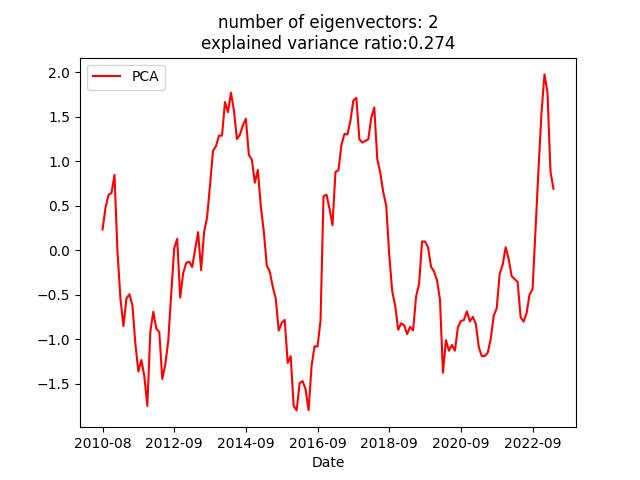 number of eigenvectors: 2
explained variance ratio:0.274
PCA
2.0
1.5
1.0
0.5
0.0
−0.5
−1.0
−1.5
2010-08 2012-09 2014-09 2016-09 2018-09 2020-09 2022-09
Date